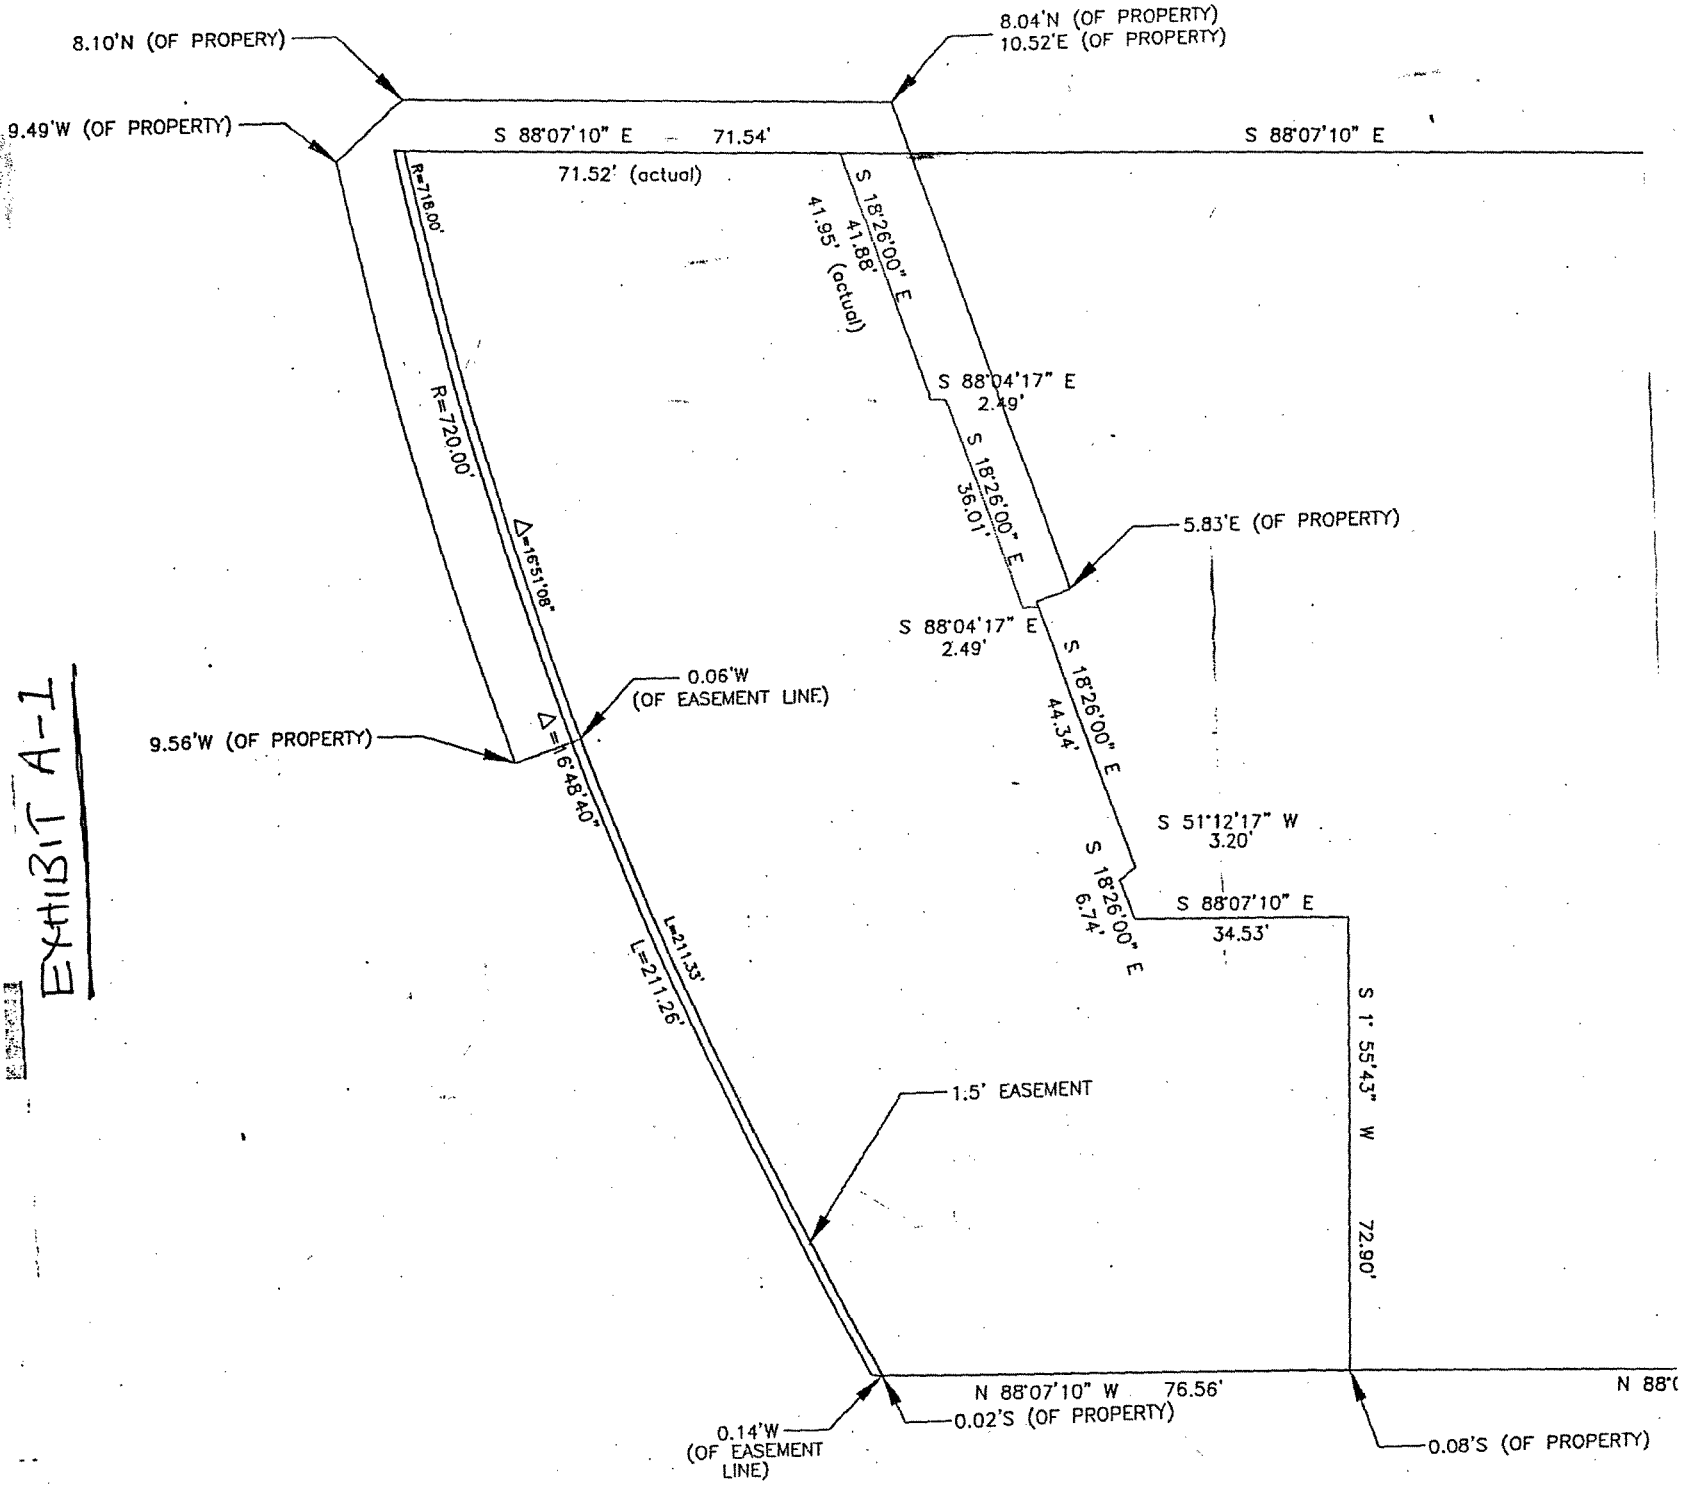 8.04'N (OF PROPERTY)
10.52'E (OF PROPERTY)
8.10'N (OF PROPERY)
9.49'W (OF PROPERTY)
S 88°07'10" E 71.54'
S 88°07'10" E
71.52' (actual)
R=718.00'
S 18°26'00" E
41.88'
41.95' (actual)
S 88°04'17" E
2.49'
R=720.00'
S 18°26'00" E
36.01'
5.83'E (OF PROPERTY)
Δ=16°51'08"
S 88°04'17" E
2.49'
0.06'W
(OF EASEMENT LINE)
S 18°26'00" E
44.34'
9.56'W (OF PROPERTY)
Δ=16°48'40"
EXHIBIT A-1
S 51°12'17" W
3.20'
S 18°26'00" E
6.74'
S 88°07'10" E
34.53'
L=211.33'
L=211.26'
S 1° 55'43" W 72.90'
1.5' EASEMENT
N 88°07'10" W 76.56'
N 88°0
0.02'S (OF PROPERTY)
0.14'W
(OF EASEMENT
LINE)
0.08'S (OF PROPERTY)